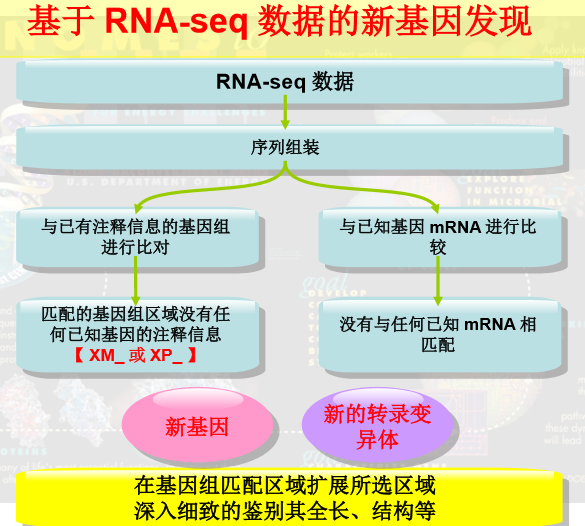 基于 RNA-seq 数据的新基因发现
RNA-seq 数据
序列组装
与已有注释信息的基因组
进行比对
与已知基因 mRNA 进行比
较
匹配的基因组区域没有任
何已知基因的注释信息
【 XM_ 或 XP_ 】
没有与任何已知 mRNA 相
匹配
新基因
新的转录变
异体
在基因组匹配区域扩展所选区域
深入细致的鉴别其全长、结构等